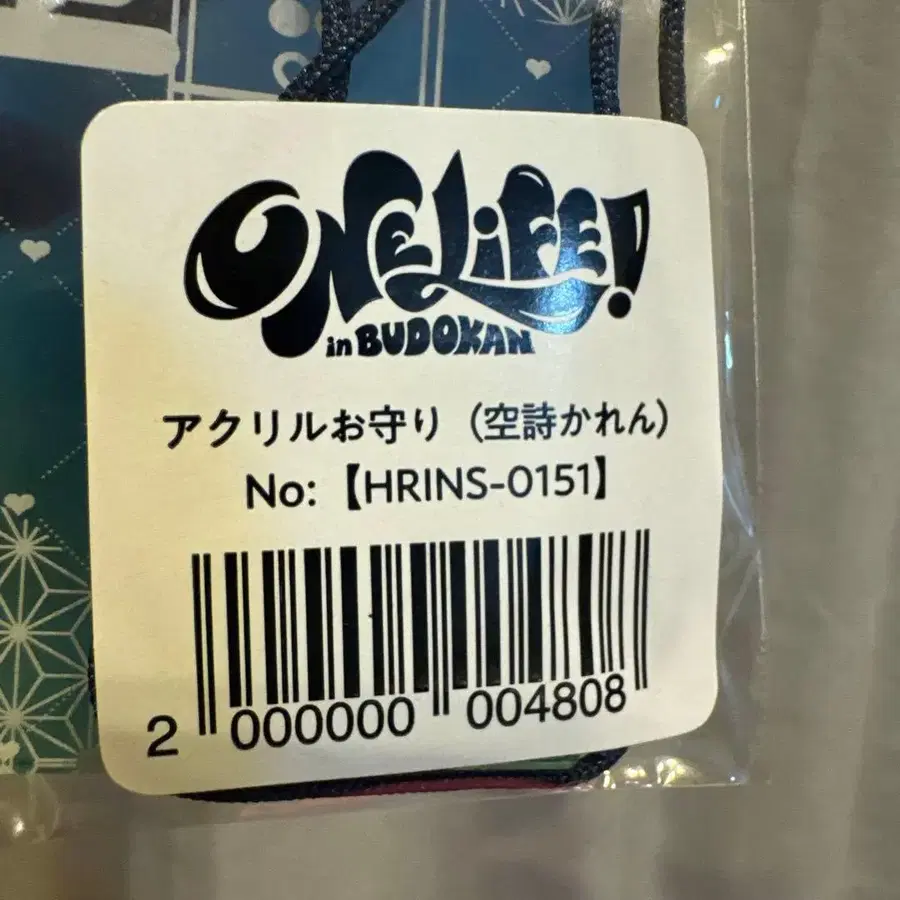 ONE LiFE!
in BUDOKAN
アクリルお守り（空詩かれん）
No:【HRINS-0151】
2 000000 004808